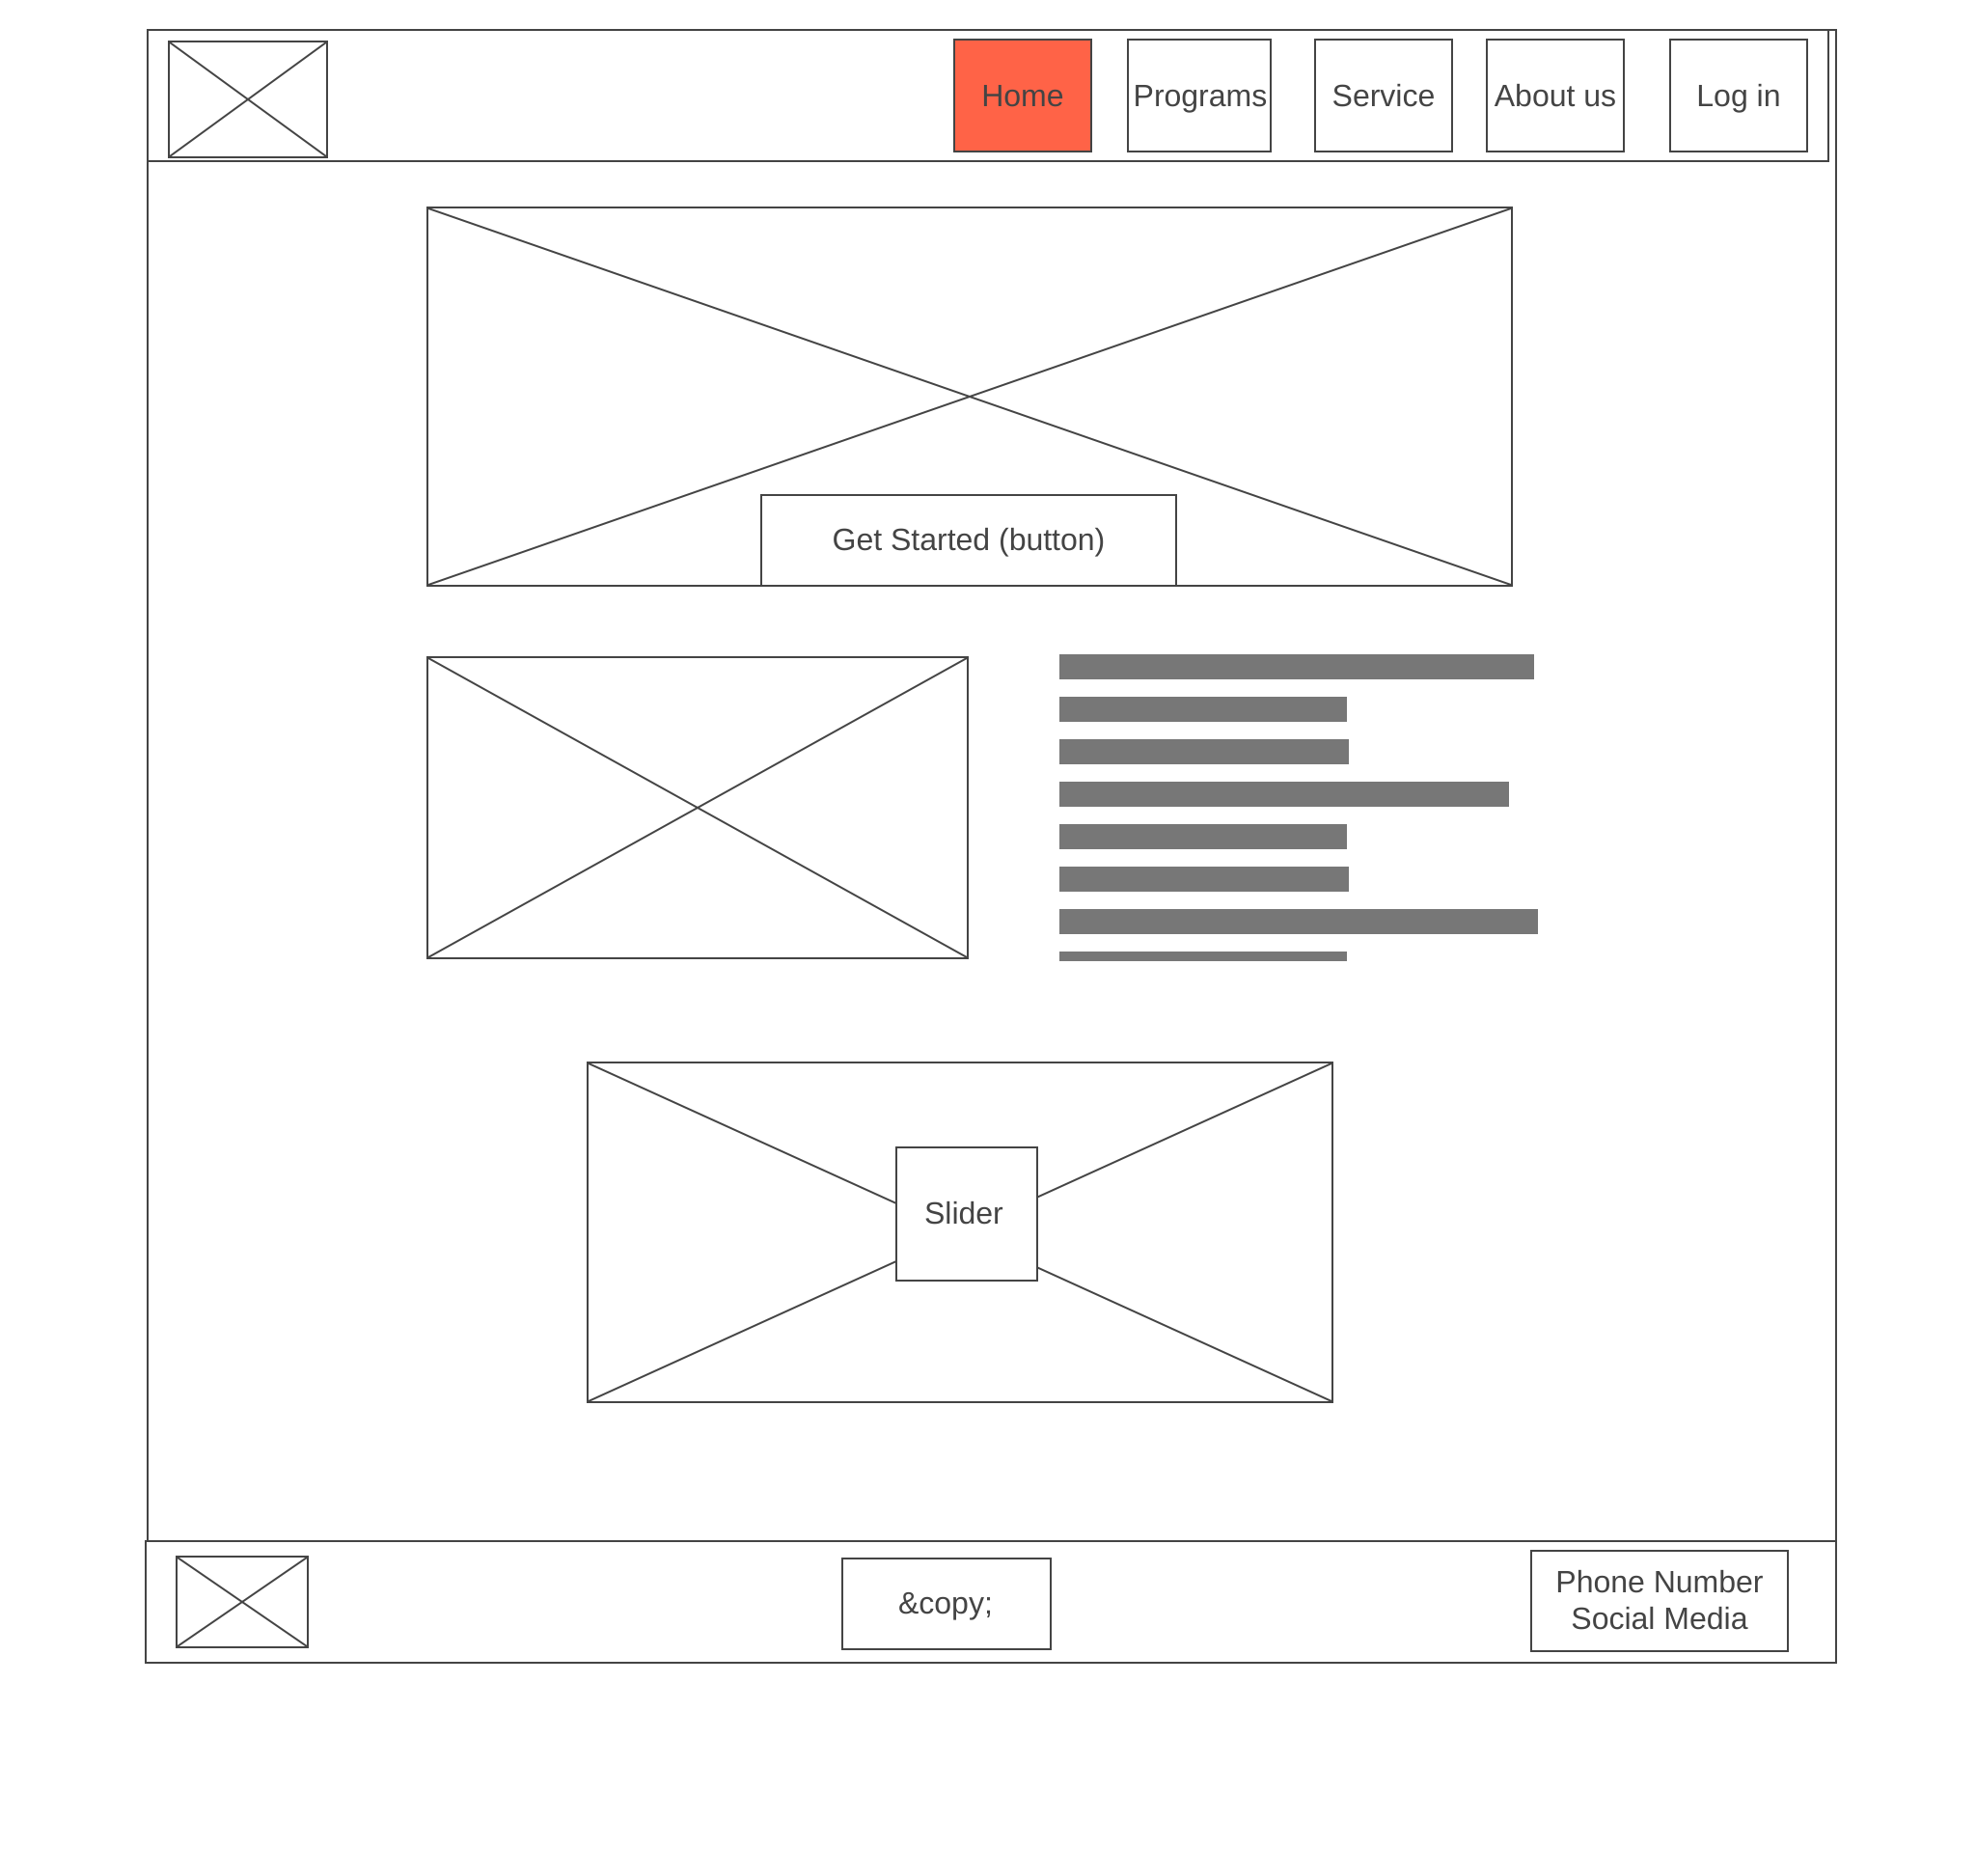 Home
Programs
Service
About us
Log in
Get Started (button)
Slider
&copy;
Phone Number
Social Media